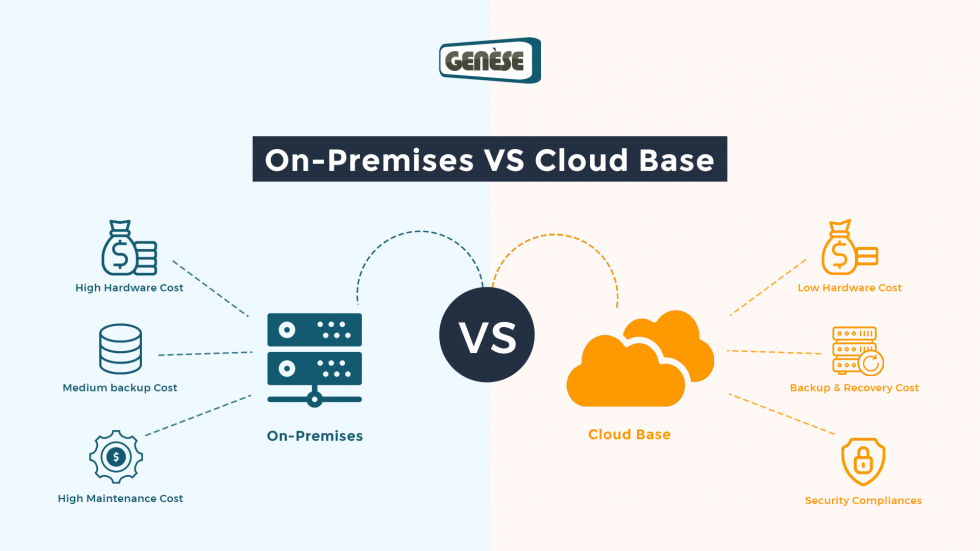 GENÈSE
On-Premises VS Cloud Base
High Hardware Cost
Medium backup Cost
High Maintenance Cost
On-Premises
VS
Cloud Base
Low Hardware Cost
Backup & Recovery Cost
Security Compliances